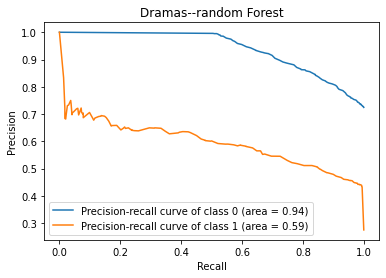 Dramas--random Forest
Precision
1.0
0.9
0.8
0.7
0.6
0.5
0.4
0.3
Precision-recall curve of class 0 (area = 0.94)
Precision-recall curve of class 1 (area = 0.59)
0.0 0.2 0.4 0.6 0.8 1.0
Recall